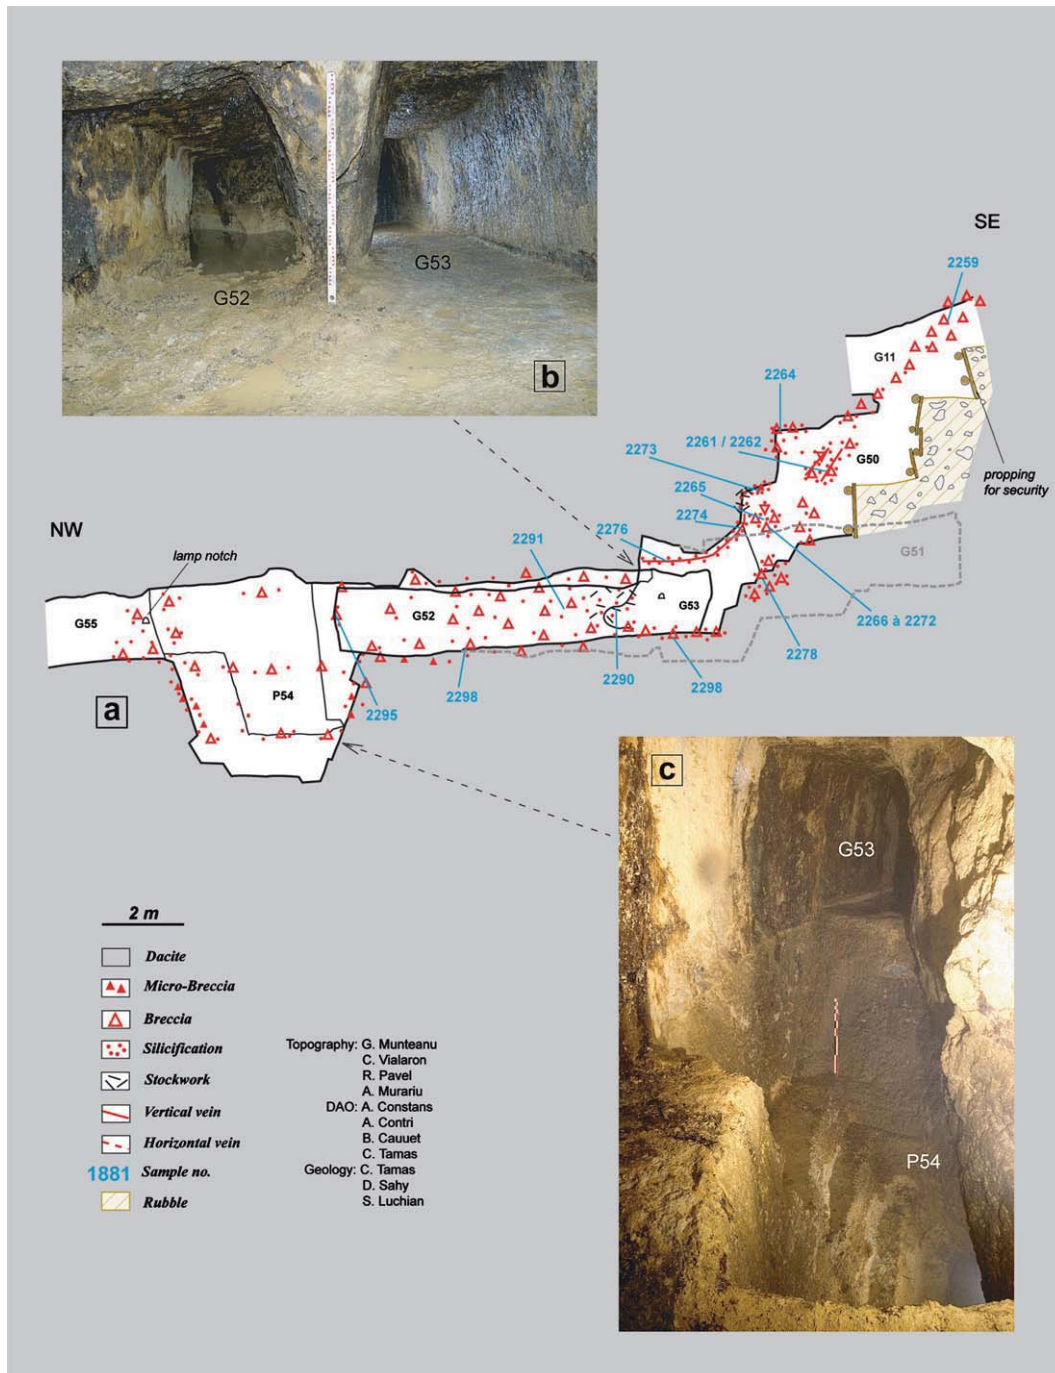 G52
G53
b
SE
2259
G11
2264
2261 / 2262
G50
2273
2265
propping
for security
2274
NW
2276
lamp notch
2291
G51
G55
G52
G53
2266 à 2272
2278
P54
2298
2290
2298
2295
a
c
G53
P54
2 m
Dacite
Micro-Breccia
Breccia
Silicification
Stockwork
Vertical vein
Horizontal vein
1881 Sample no.
Rubble
Topography: G. Munteanu
C. Vialaron
R. Pavel
A. Murariu
DAO: A. Constans
A. Contri
B. Cauuet
C. Tamas
Geology: C. Tamas
D. Sahy
S. Luchian